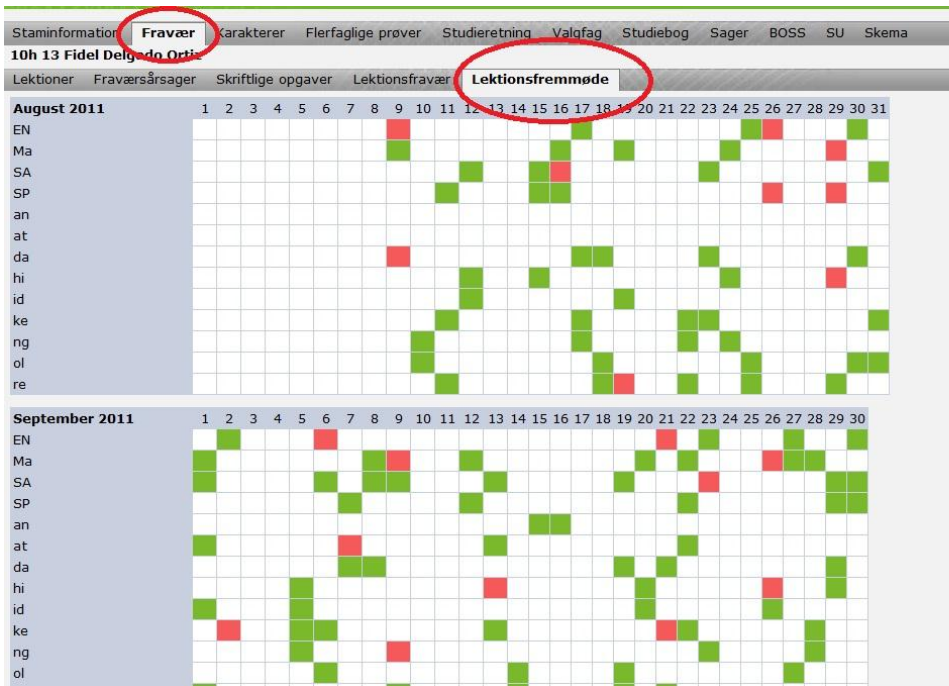 Staminformation Fravær Karakterer Flerfaglige prøver Studieretning Valgfag Studiebog Sager BOSS SU Skema
10h 13 Fidel Delgado Ortiz
Lektioner Fraværsårsager Skriftlige opgaver Lektionsfravær Lektionsfremmøde
August 2011 1 2 3 4 5 6 7 8 9 10 11 12 13 14 15 16 17 18 19 20 21 22 23 24 25 26 27 28 29 30 31
EN
Ma
SA
SP
an
at
da
hi
id
ke
ng
ol
re
September 2011 1 2 3 4 5 6 7 8 9 10 11 12 13 14 15 16 17 18 19 20 21 22 23 24 25 26 27 28 29 30
EN
Ma
SA
SP
an
at
da
hi
id
ke
ng
ol